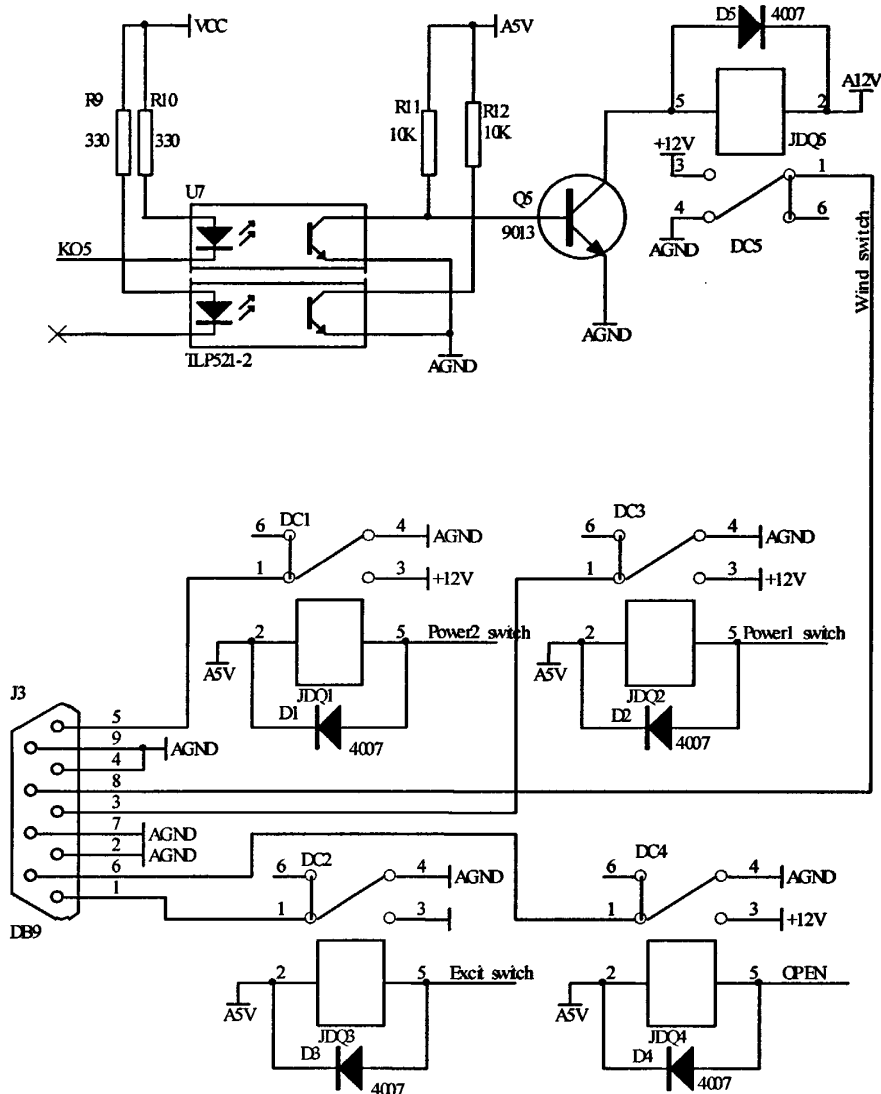 D5 4007
VCC
A5V
A12V
5
2
R9
R10
R11
R12
330
330
10K
10K
JDQ5
+12V
3
1
U7
Q5
9013
4
6
AGND
DC5
KO5
Wind switch
TLP521-2
AGND
AGND
6
DC1
4
AGND
1
3
+12V
2
5
Power2 switch
A5V
JDQ1
D1
4007
6
DC3
4
AGND
1
3
+12V
2
5
Power1 switch
A5V
JDQ2
D2
4007
J3
5
9
AGND
4
8
3
7
AGND
2
AGND
6
1
DB9
6
DC2
4
AGND
1
3
2
5
Excit switch
A5V
JDQ3
D3
4007
6
DC4
4
AGND
1
3
+12V
2
5
OPEN
A5V
JDQ4
D4
4007